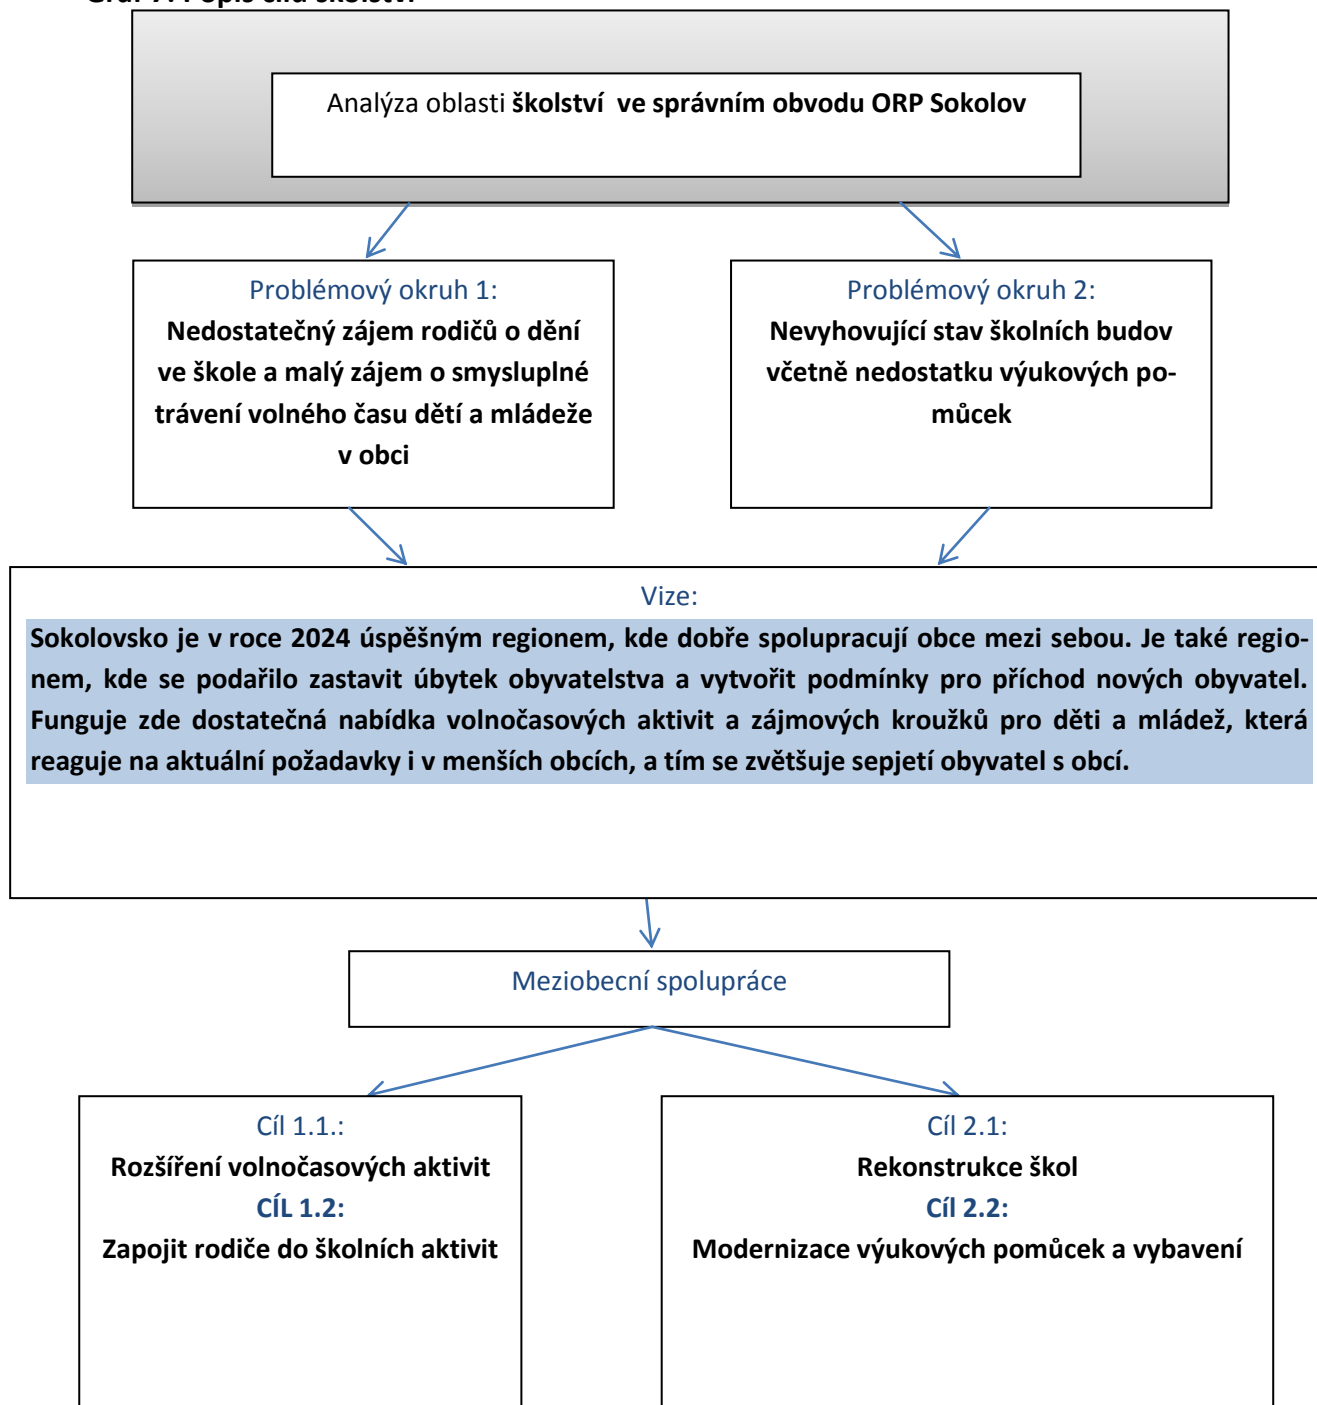 Graf 7: Popis cílů školství
Analýza oblasti školství ve správním obvodu ORP Sokolov
Problémový okruh 1:
Nedostatečný zájem rodičů o dění
ve škole a malý zájem o smysluplné
trávení volného času dětí a mládeže
v obci
Problémový okruh 2:
Nevyhovující stav školních budov
včetně nedostatku výukových po-
můcek
Vize:
Sokolovsko je v roce 2024 úspěšným regionem, kde dobře spolupracují obce mezi sebou. Je také regio-
nem, kde se podařilo zastavit úbytek obyvatelstva a vytvořit podmínky pro příchod nových obyvatel.
Funguje zde dostatečná nabídka volnočasových aktivit a zájmových kroužků pro děti a mládež, která
reaguje na aktuální požadavky i v menších obcích, a tím se zvětšuje sepjetí obyvatel s obcí.
Meziobecní spolupráce
Cíl 1.1.:
Rozšíření volnočasových aktivit
CÍL 1.2:
Zapojit rodiče do školních aktivit
Cíl 2.1:
Rekonstrukce škol
Cíl 2.2:
Modernizace výukových pomůcek a vybavení